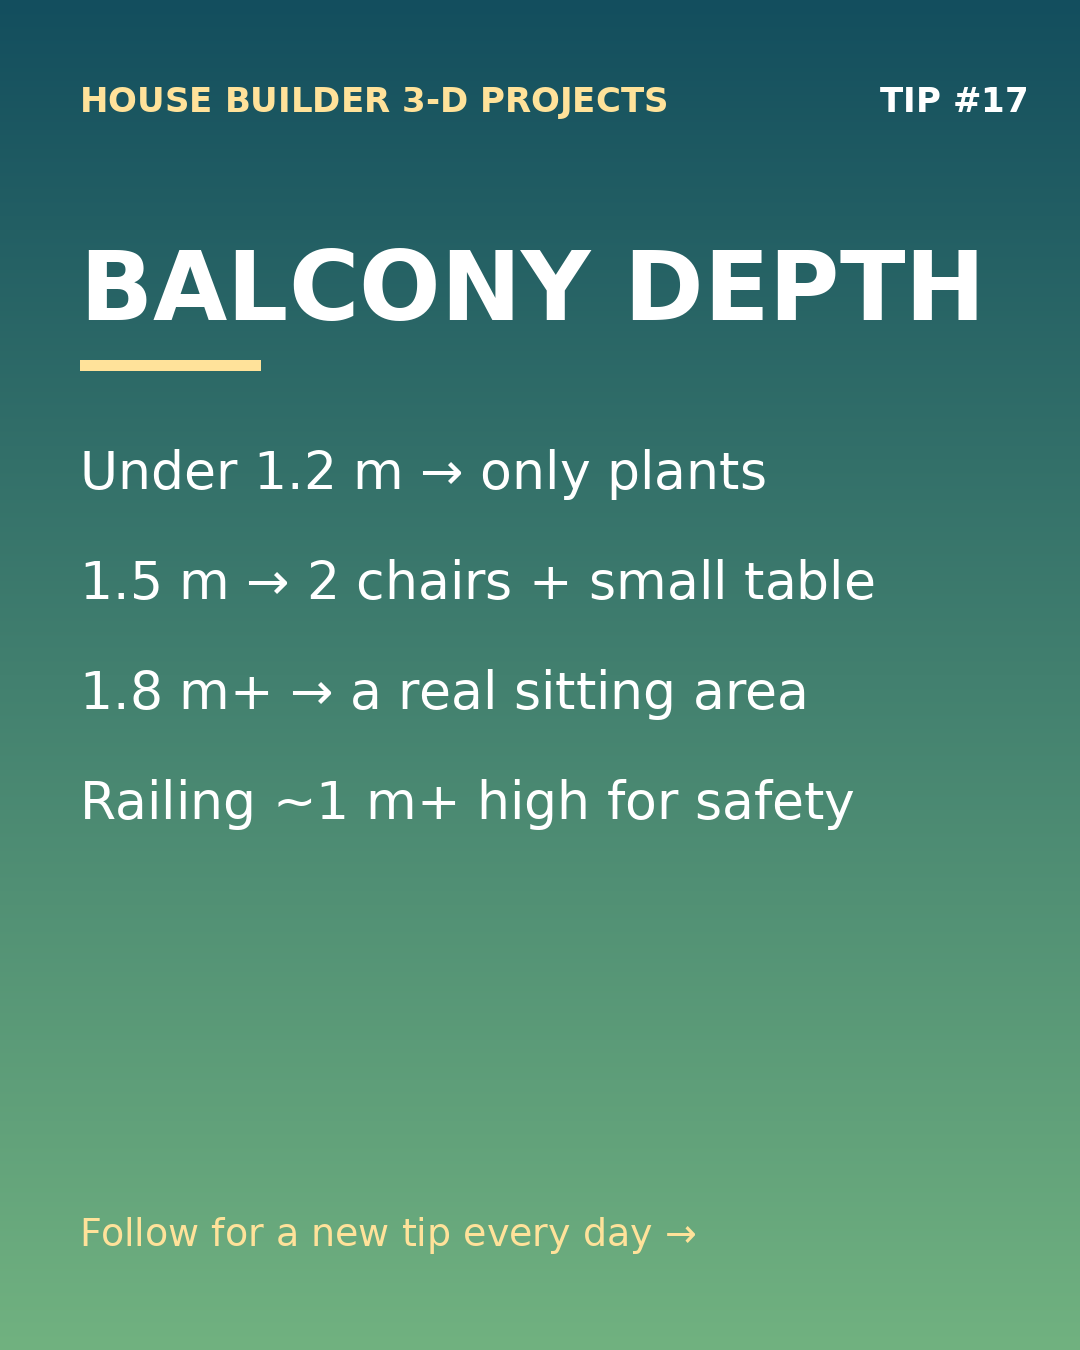 HOUSE BUILDER 3-D PROJECTS
TIP #17
BALCONY DEPTH
Under 1.2 m → only plants
1.5 m → 2 chairs + small table
1.8 m+ → a real sitting area
Railing ~1 m+ high for safety
Follow for a new tip every day →